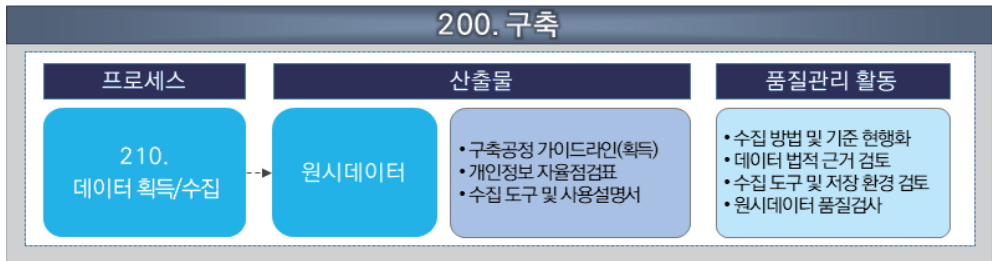 200. 구축
프로세스
산출물
품질관리 활동
210.
데이터 획득/수집
원시데이터
• 구축공정 가이드라인(획득)
• 개인정보 자율점검표
• 수집 도구 및 사용설명서
• 수집 방법 및 기준 현행화
• 데이터 법적 근거 검토
• 수집 도구 및 저장 환경 검토
• 원시데이터 품질검사